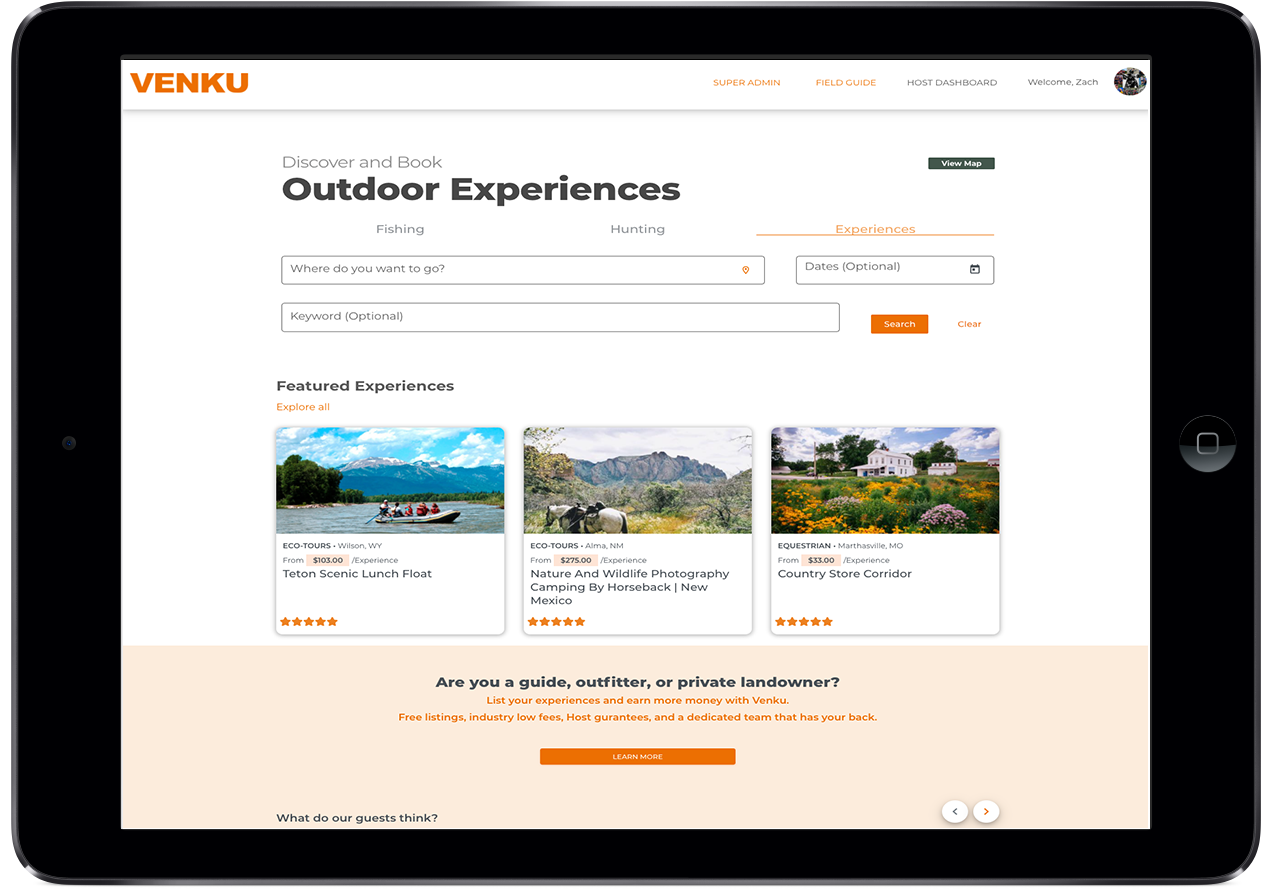 VENKU
SUPER ADMIN
FIELD GUIDE
HOST DASHBOARD
Welcome, Zach
Discover and Book
View Map
Outdoor Experiences
Fishing
Hunting
Experiences
Where do you want to go?
Dates (Optional)
Keyword (Optional)
Search
Clear
Featured Experiences
Explore all
ECO-TOURS • Wilson, WY
From $103.00 /Experience
Teton Scenic Lunch Float
ECO-TOURS • Alma, NM
From $275.00 /Experience
Nature And Wildlife Photography
Camping By Horseback | New
Mexico
EQUESTRIAN • Marthasville, MO
From $33.00 /Experience
Country Store Corridor
Are you a guide, outfitter, or private landowner?
List your experiences and earn more money with Venku.
Free listings, industry low fees, Host gurantees, and a dedicated team that has your back.
LEARN MORE
What do our guests think?